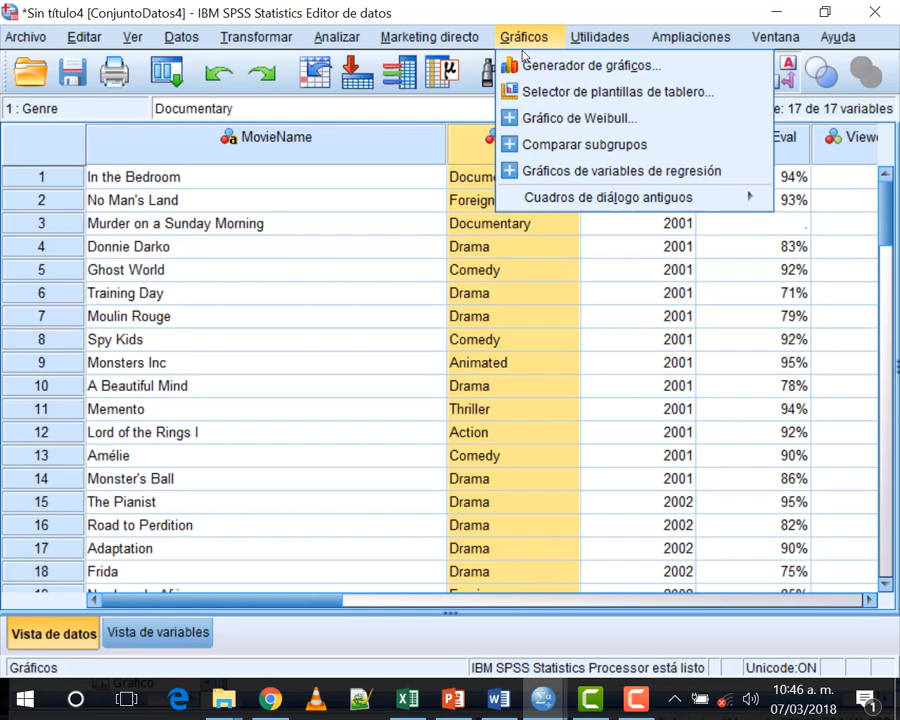 *Sin título4 [ConjuntoDatos4] - IBM SPSS Statistics Editor de datos
Archivo Editar Ver Datos Transformar Analizar Marketing directo Gráficos Utilidades Ampliaciones Ventana Ayuda
Generador de gráficos...
Selector de plantillas de tablero...
Gráfico de Weibull...
Comparar subgrupos
Gráficos de variables de regresión
Cuadros de diálogo antiguos
1 : Genre Documentary e: 17 de 17 variables
MovieName Eval View
1 In the Bedroom Docum 94%
2 No Man's Land Foreign 93%
3 Murder on a Sunday Morning Documentary 2001 .
4 Donnie Darko Drama 2001 83%
5 Ghost World Comedy 2001 92%
6 Training Day Drama 2001 71%
7 Moulin Rouge Drama 2001 79%
8 Spy Kids Comedy 2001 92%
9 Monsters Inc Animated 2001 95%
10 A Beautiful Mind Drama 2001 78%
11 Memento Thriller 2001 94%
12 Lord of the Rings I Action 2001 92%
13 Amélie Comedy 2001 90%
14 Monster's Ball Drama 2001 86%
15 The Pianist Drama 2002 95%
16 Road to Perdition Drama 2002 82%
17 Adaptation Drama 2002 90%
18 Frida Drama 2002 75%
Vista de datos Vista de variables
Gráficos IBM SPSS Statistics Processor está listo Unicode:ON
10:46 a. m.
07/03/2018
1